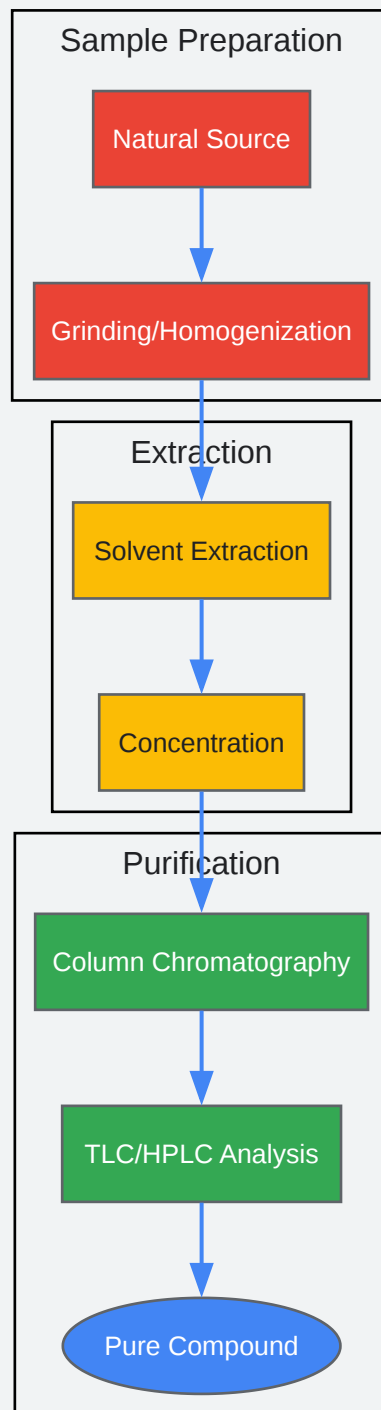 Sample Preparation
Natural Source
Grinding/Homogenization
Extraction
Solvent Extraction
Concentration
Purification
Column Chromatography
TLC/HPLC Analysis
Pure Compound